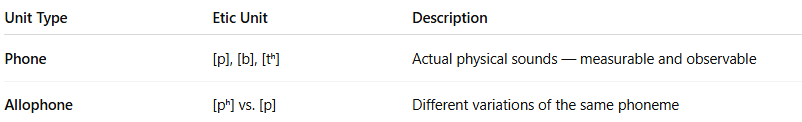 Unit Type Etic Unit Description
Phone [p], [b], [tʰ] Actual physical sounds — measurable and observable
Allophone [pʰ] vs. [p] Different variations of the same phoneme